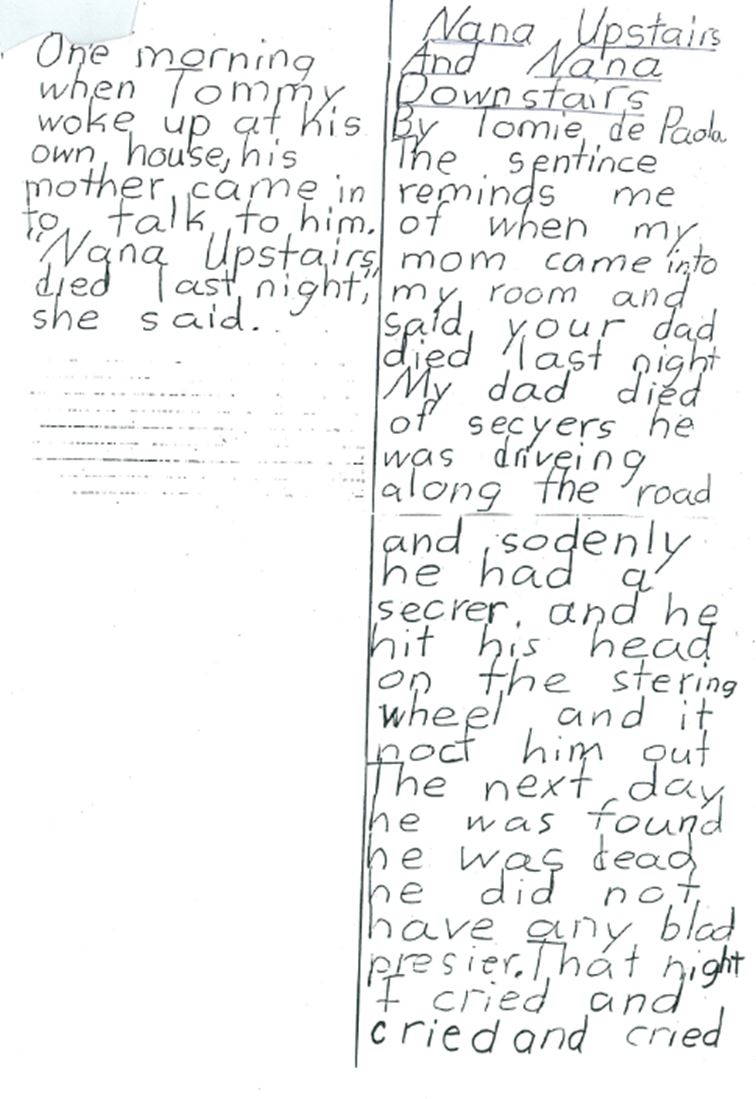 One morning
when Tommy
woke up at his
own house, his
mother came in
to talk to him.
"Nana Upstairs
died last night,"
she said.
Nana Upstairs
And Nana
Downstairs
By Tomie de Paola
The sentince
reminds me
of when my
mom came into
my room and
said your dad
died last night
My dad died
of secyers he
was driveing
along the road
and sodenly
he had a
secrer. and he
hit his head
on the stering
wheel and it
noct him out
The next day
he was found
he was dead
he did not
have any blad
presier. That night
I cried and
cried and cried